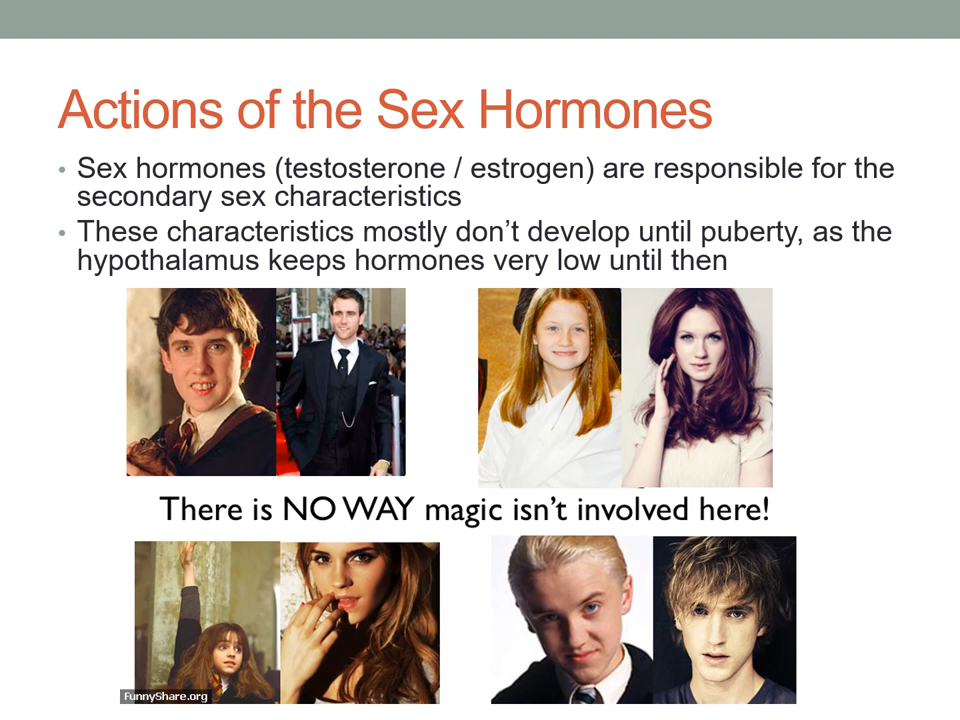 Actions of the Sex Hormones
• Sex hormones (testosterone / estrogen) are responsible for the
secondary sex characteristics
• These characteristics mostly don’t develop until puberty, as the
hypothalamus keeps hormones very low until then
There is NO WAY magic isn’t involved here!
FunnyShare.org